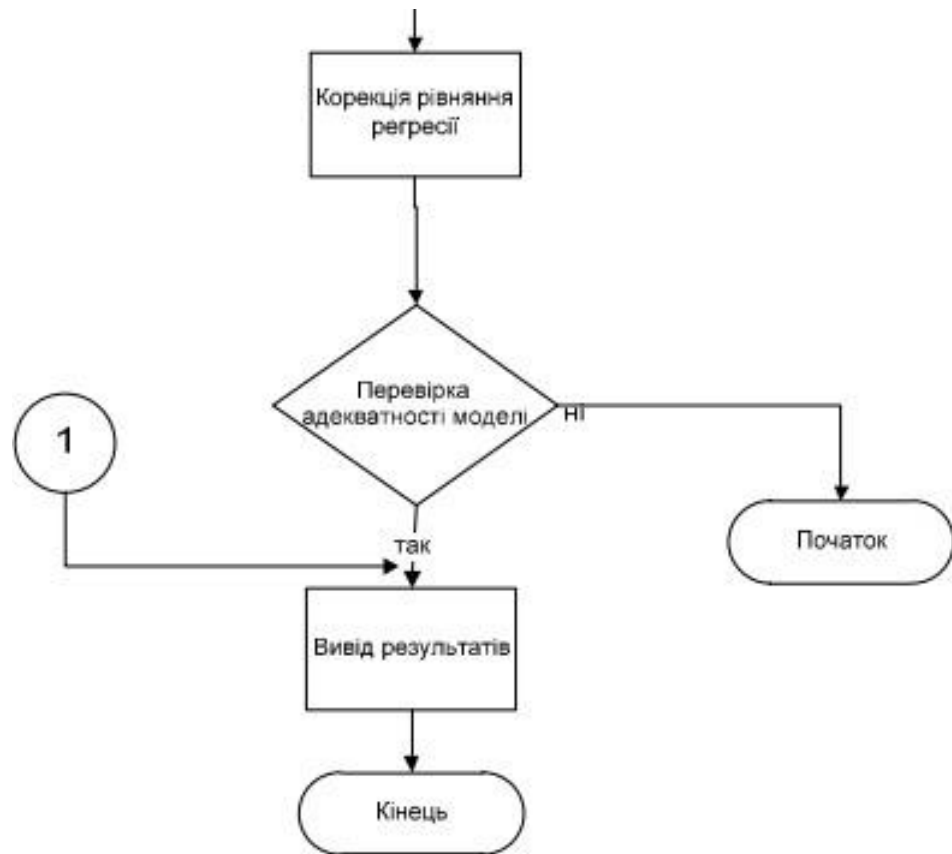 Корекція рівняння
регресії
Перевірка
адекватності моделі
ні
1
так
Початок
Вивід результатів
Кінець